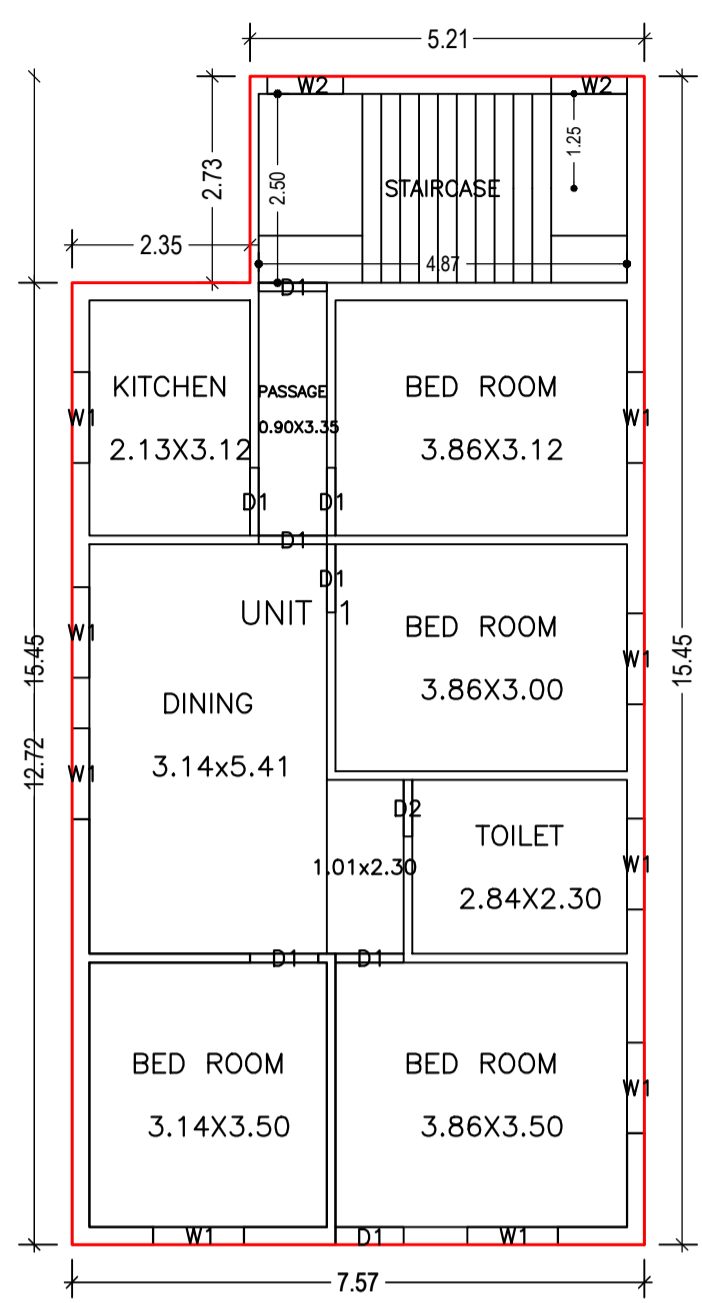 5.21
W2
W2
2.73
2.50
1.25
STAIRCASE
2.35
4.87
D1
KITCHEN
PASSAGE
BED ROOM
W1
0.90X3.35
W1
2.13X3.12
3.86X3.12
D1
D1
D1
D1
UNIT 1
BED ROOM
W1
15.45
W1
15.45
3.86X3.00
DINING
12.72
W1
3.14x5.41
D2
TOILET
1.01x2.30
W1
2.84X2.30
D1
D1
BED ROOM
BED ROOM
W1
3.14X3.50
3.86X3.50
W1
D1
W1
7.57